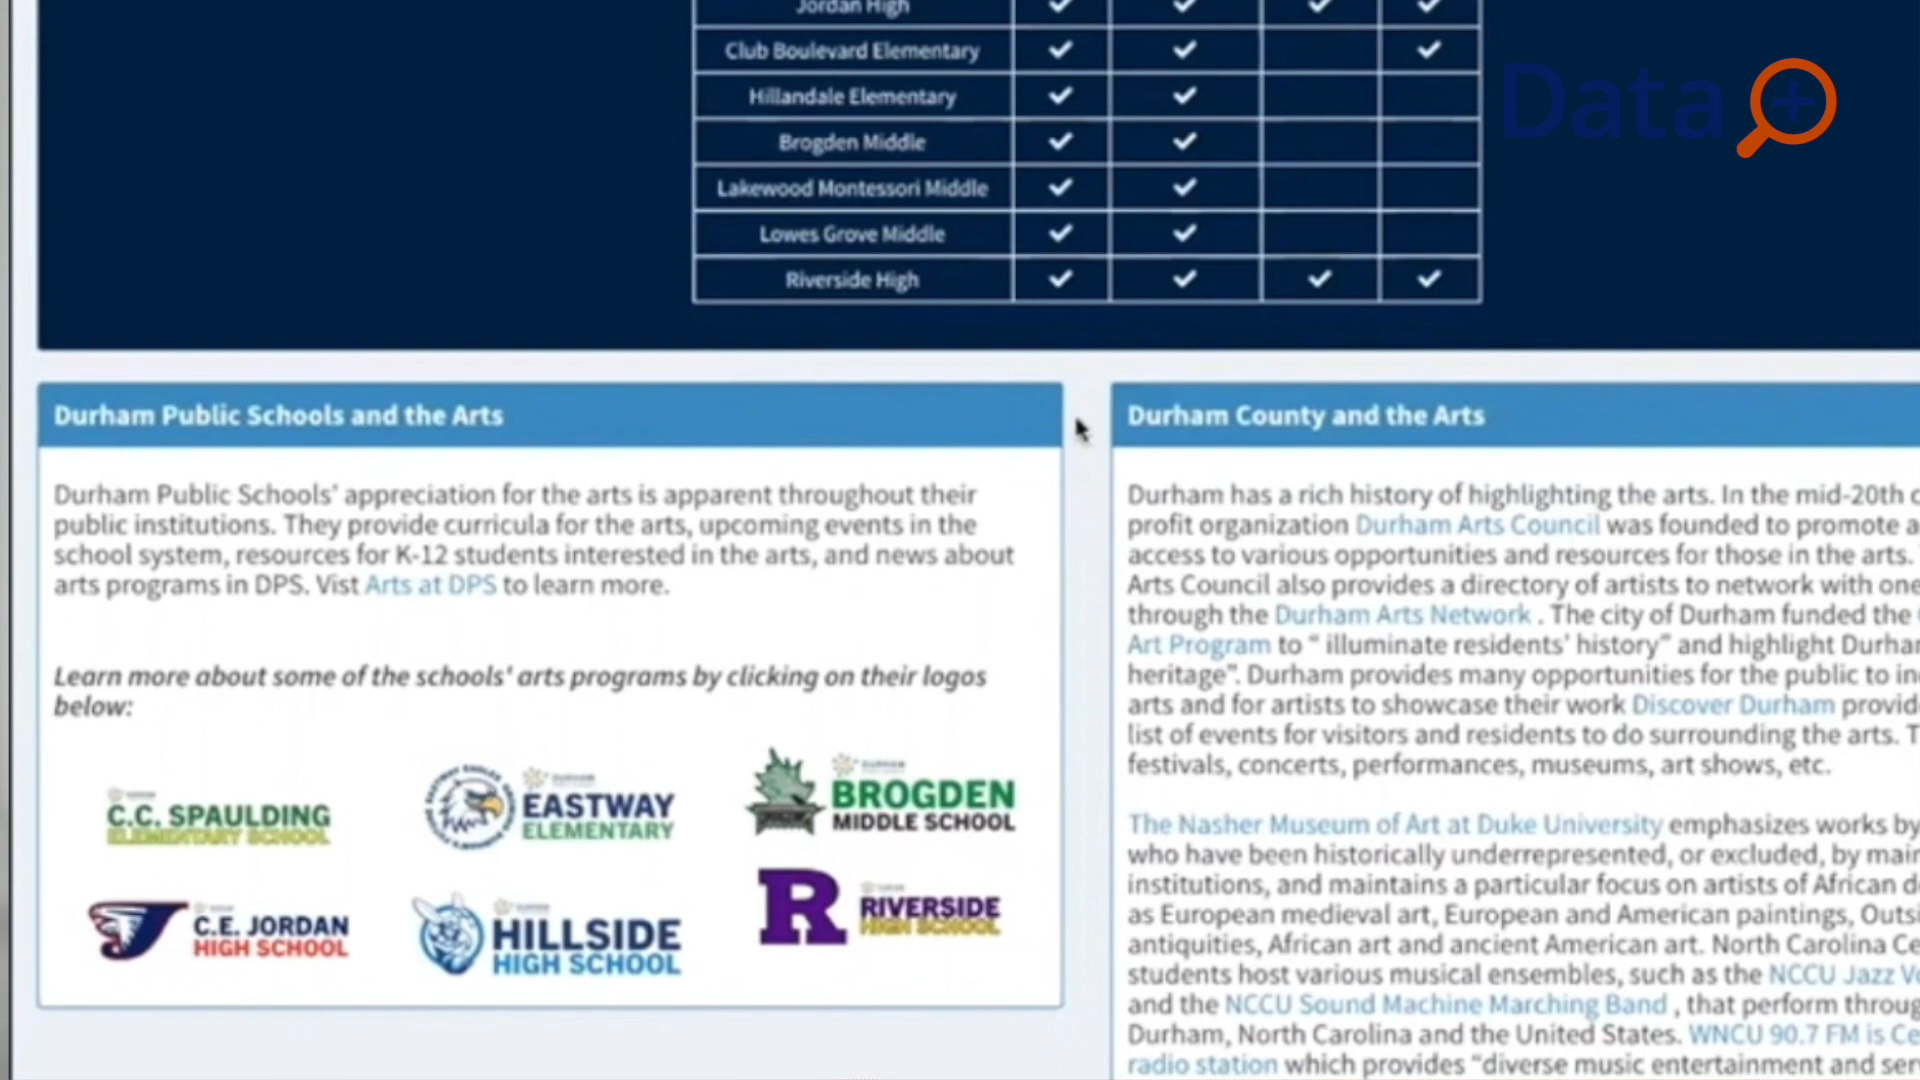 Jordan High ✓ ✓ ✓ ✓
Club Boulevard Elementary ✓ ✓ ✓
Hillandale Elementary ✓ ✓
Brogden Middle ✓ ✓
Lakewood Montessori Middle ✓ ✓
Lowes Grove Middle ✓ ✓
Riverside High ✓ ✓ ✓ ✓
Data+
Durham Public Schools and the Arts
Durham Public Schools' appreciation for the arts is apparent throughout their
public institutions. They provide curricula for the arts, upcoming events in the
school system, resources for K-12 students interested in the arts, and news about
arts programs in DPS. Vist Arts at DPS to learn more.
Learn more about some of the schools' arts programs by clicking on their logos
below:
C.C. SPAULDING
ELEMENTARY SCHOOL
EASTWAY
ELEMENTARY
BROGDEN
MIDDLE SCHOOL
C.E. JORDAN
HIGH SCHOOL
HILLSIDE
HIGH SCHOOL
R
RIVERSIDE
HIGH SCHOOL
Durham County and the Arts
Durham has a rich history of highlighting the arts. In the mid-20th
profit organization Durham Arts Council was founded to promote
access to various opportunities and resources for those in the arts.
Arts Council also provides a directory of artists to network with one
through the Durham Arts Network . The city of Durham funded the
Art Program to “ illuminate residents’ history” and highlight
heritage”. Durham provides many opportunities for the public to
arts and for artists to showcase their work Discover Durham
list of events for visitors and residents to do surrounding the arts.
festivals, concerts, performances, museums, art shows, etc.
The Nasher Museum of Art at Duke University emphasizes works by
who have been historically underrepresented, or excluded, by
institutions, and maintains a particular focus on artists of African
as European medieval art, European and American paintings,
antiquities, African art and ancient American art. North Carolina
students host various musical ensembles, such as the NCCU Jazz
and the NCCU Sound Machine Marching Band , that perform
Durham, North Carolina and the United States. WNCU 90.7 FM is
radio station which provides “diverse music entertainment and